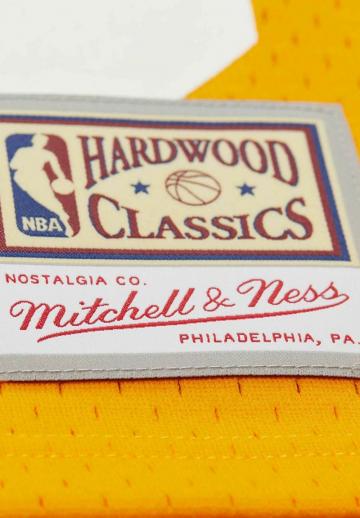 HARDWOOD
NBA
CLASSICS
NOSTALGIA CO.
Mitchell & Ness
PHILADELPHIA, PA.